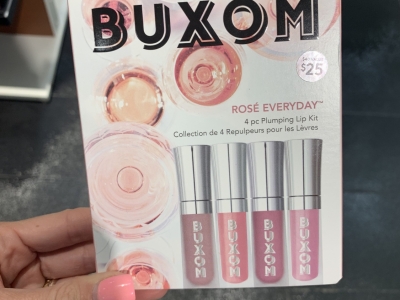 BUXOM
$25
ROSÉ EVERYDAY™
4 pc Plumping Lip Kit
Collection de 4 Repulpeurs pour les Lèvres
BUXOM
BUXOM
BUXOM
BUXOM